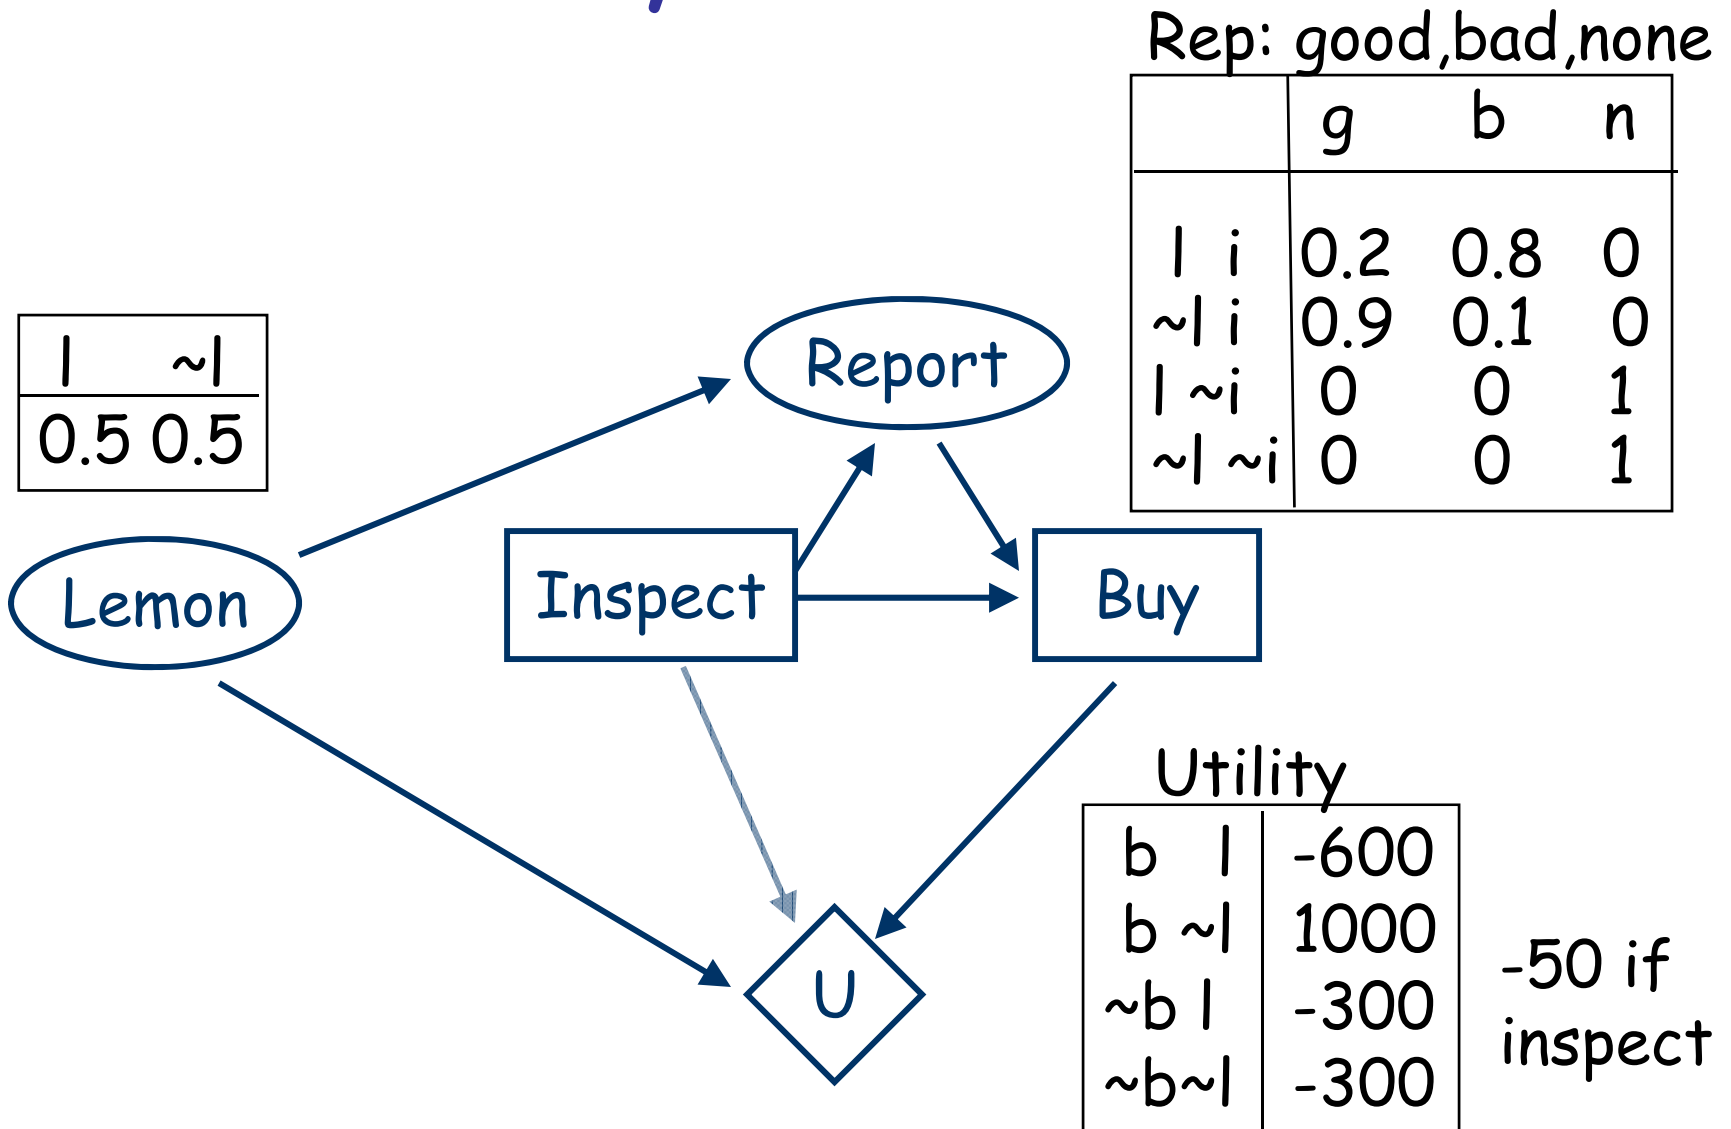 Rep: good,bad,none
g b n
l i 0.2 0.8 0
~l i 0.9 0.1 0
l ~i 0 0 1
~l ~i 0 0 1
l ~l
0.5 0.5
Report
Lemon
Inspect
Buy
U
Utility
b l -600
b ~l 1000
~b l -300
~b~l -300
-50 if
inspect